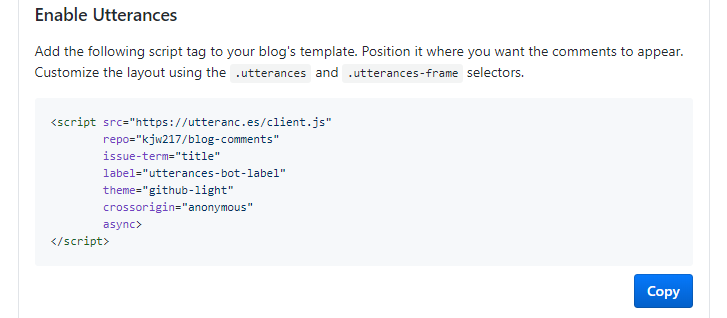 Enable Utterances
Add the following script tag to your blog's template. Position it where you want the comments to appear.
Customize the layout using the .utterances and .utterances-frame selectors.
<script src="https://utteranc.es/client.js"
        repo="kjw217/blog-comments"
        issue-term="title"
        label="utterances-bot-label"
        theme="github-light"
        crossorigin="anonymous"
        async>
</script>
Copy